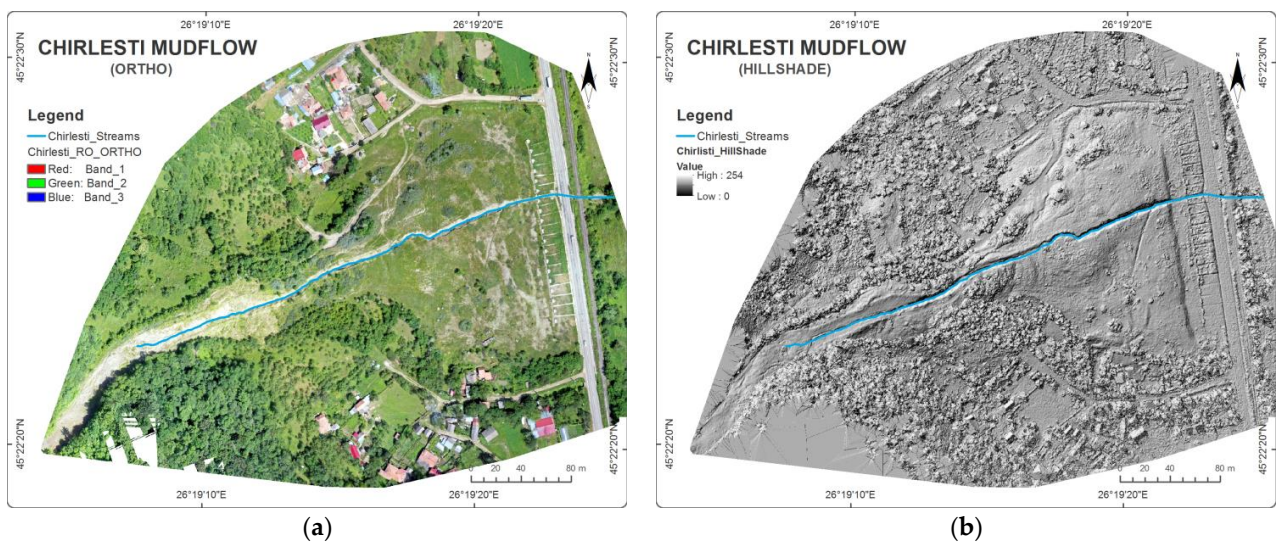 26°19'10"E
26°19'20"E
CHIRLESTI MUDFLOW
(ORTHO)
N
45°22'30"N
45°22'30"N
Legend
Chirlesti_Streams
Chirlesti_RO_ORTHO
Red: Band_1
Green: Band_2
Blue: Band_3
45°22'20"N
45°22'20"N
0 20 40 80 m
26°19'10"E
26°19'20"E
(a)
26°19'10"E
26°19'20"E
CHIRLESTI MUDFLOW
(HILLSHADE)
N
45°22'30"N
45°22'30"N
Legend
Chirlesti_Streams
Chirlisti_HillShade
Value
High : 254
Low : 0
45°22'20"N
45°22'20"N
0 20 40 80 m
26°19'10"E
26°19'20"E
(b)